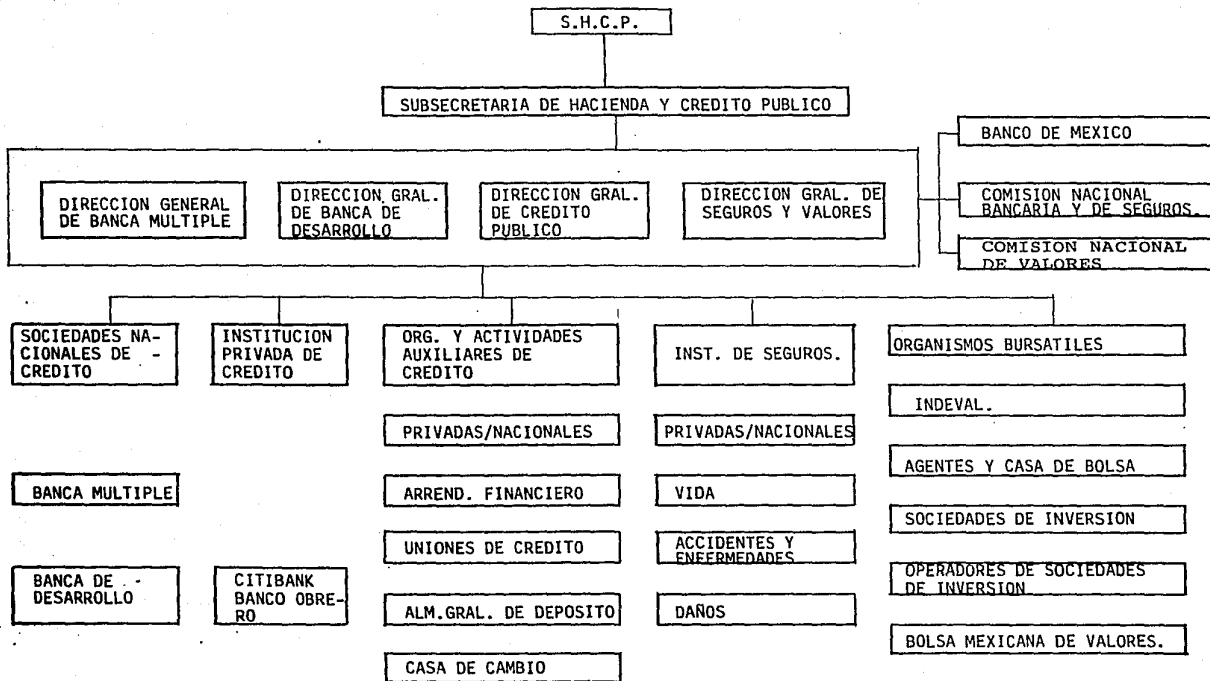 S.H.C.P.
SUBSECRETARIA DE HACIENDA Y CREDITO PUBLICO
BANCO DE MEXICO
COMISION NACIONAL
BANCARIA Y DE SEGUROS.
COMISION NACIONAL
DE VALORES
DIRECCION GENERAL
DE BANCA MULTIPLE
DIRECCION GRAL.
DE BANCA DE
DESARROLLO
DIRECCION GRAL.
DE CREDITO
PUBLICO
DIRECCION GRAL. DE
SEGUROS Y VALORES
SOCIEDADES NA-
CIONALES DE -
CREDITO
BANCA MULTIPLE
BANCA DE -
DESARROLLO
INSTITUCION
PRIVADA DE
CREDITO
CITIBANK
BANCO OBRE-
RO
ORG. Y ACTIVIDADES
AUXILIARES DE
CREDITO
PRIVADAS/NACIONALES
ARREND. FINANCIERO
UNIONES DE CREDITO
ALM.GRAL. DE DEPOSITO
CASA DE CAMBIO
INST. DE SEGUROS.
PRIVADAS/NACIONALES
VIDA
ACCIDENTES Y
ENFERMEDADES
DAÑOS
ORGANISMOS BURSATILES
INDEVAL.
AGENTES Y CASA DE BOLSA
SOCIEDADES DE INVERSION
OPERADORES DE SOCIEDADES
DE INVERSION
BOLSA MEXICANA DE VALORES.